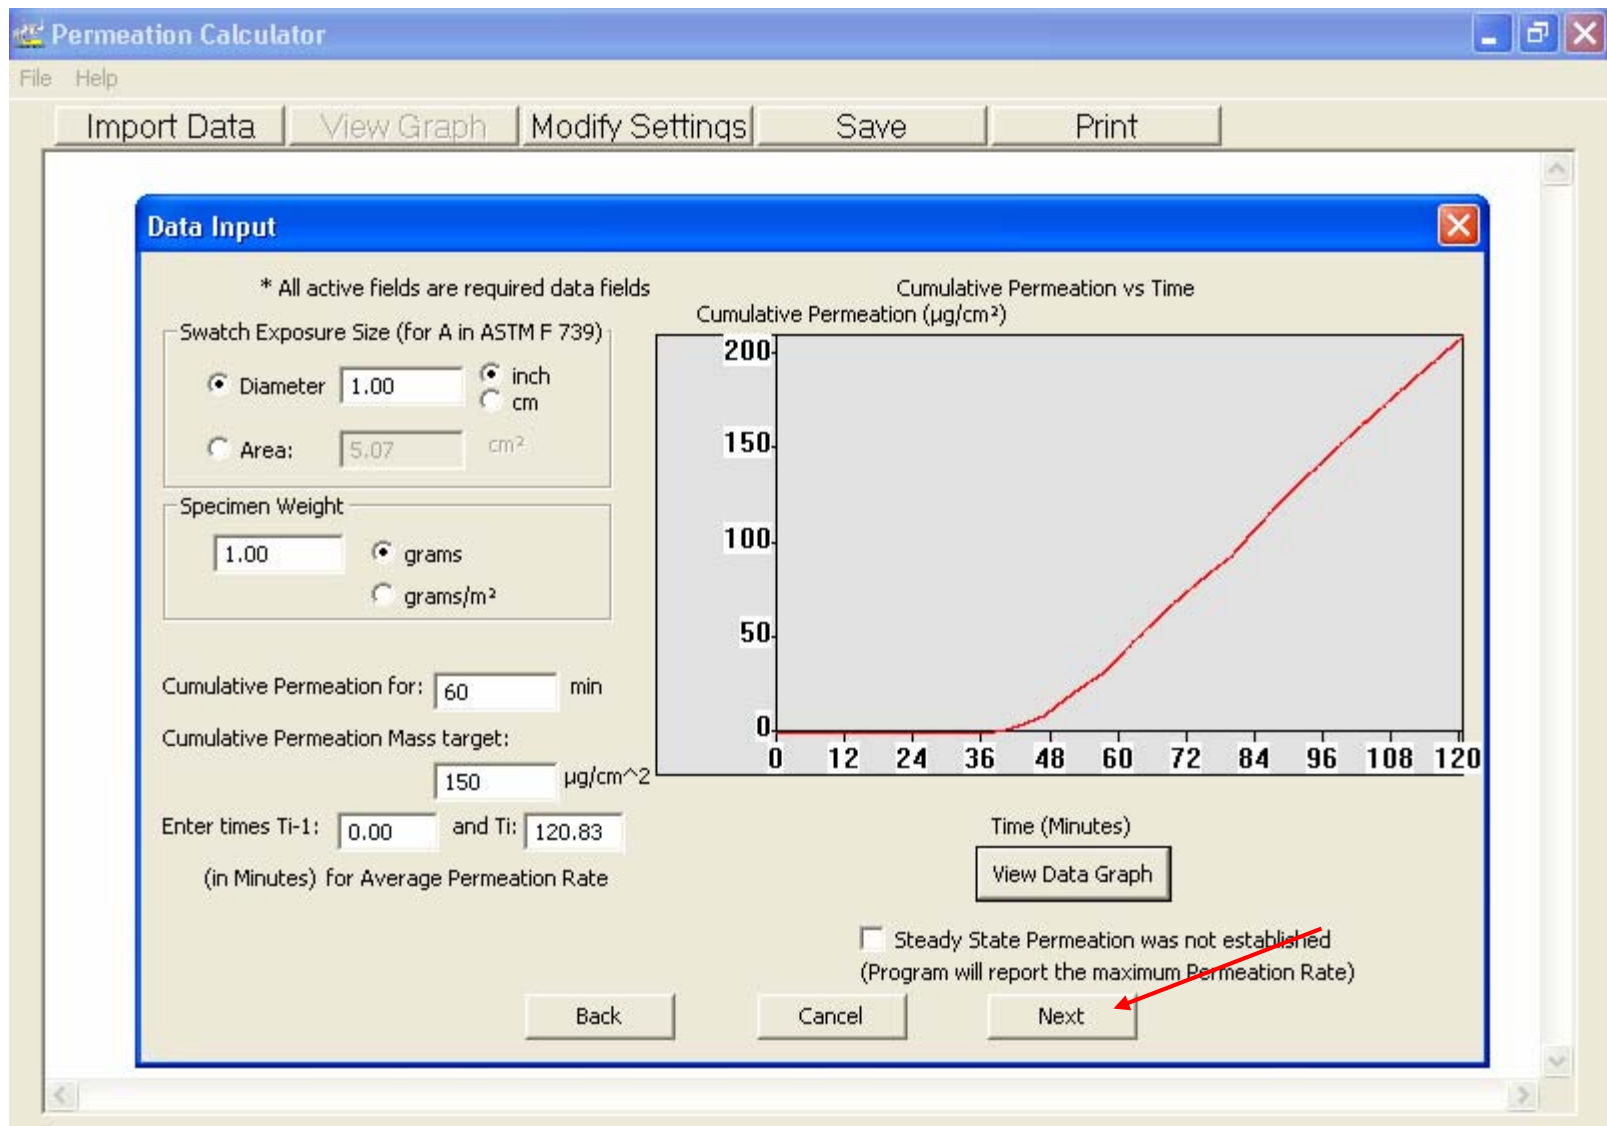 Permeation Calculator
File Help
Import Data View Graph Modify Settings Save Print
Data Input
* All active fields are required data fields
Swatch Exposure Size (for A in ASTM F 739)
Diameter 1.00 inch
cm
Area: 5.07 cm²
Specimen Weight
1.00 grams
grams/m²
Cumulative Permeation for: 60 min
Cumulative Permeation Mass target:
150 µg/cm^2
Enter times Ti-1: 0.00 and Ti: 120.83
(in Minutes) for Average Permeation Rate
Cumulative Permeation vs Time
Cumulative Permeation (µg/cm²)
200
150
100
50
0
0 12 24 36 48 60 72 84 96 108 120
Time (Minutes)
View Data Graph
Steady State Permeation was not established
(Program will report the maximum Permeation Rate)
Back Cancel Next